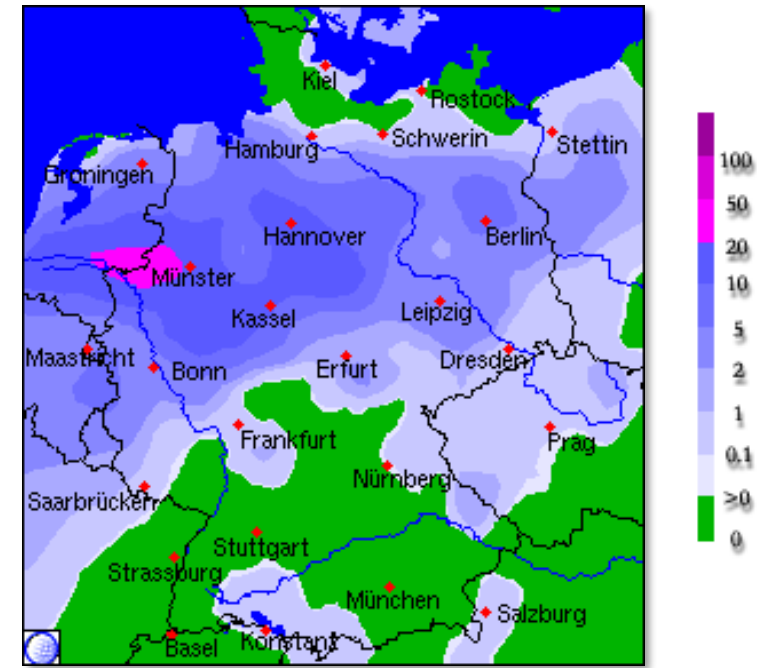 Kiel
Rostock
Schwerin
Hamburg
Stettin
Groningen
Hannover
Berlin
Münster
Kassel
Leipzig
Maastricht
Bonn
Erfurt
Dresden
Frankfurt
Prag
Nürnberg
Saarbrücken
Stuttgart
Strassburg
München
Salzburg
Konstanz
Basel
100
50
20
10
5
2
1
0.1
>0
0